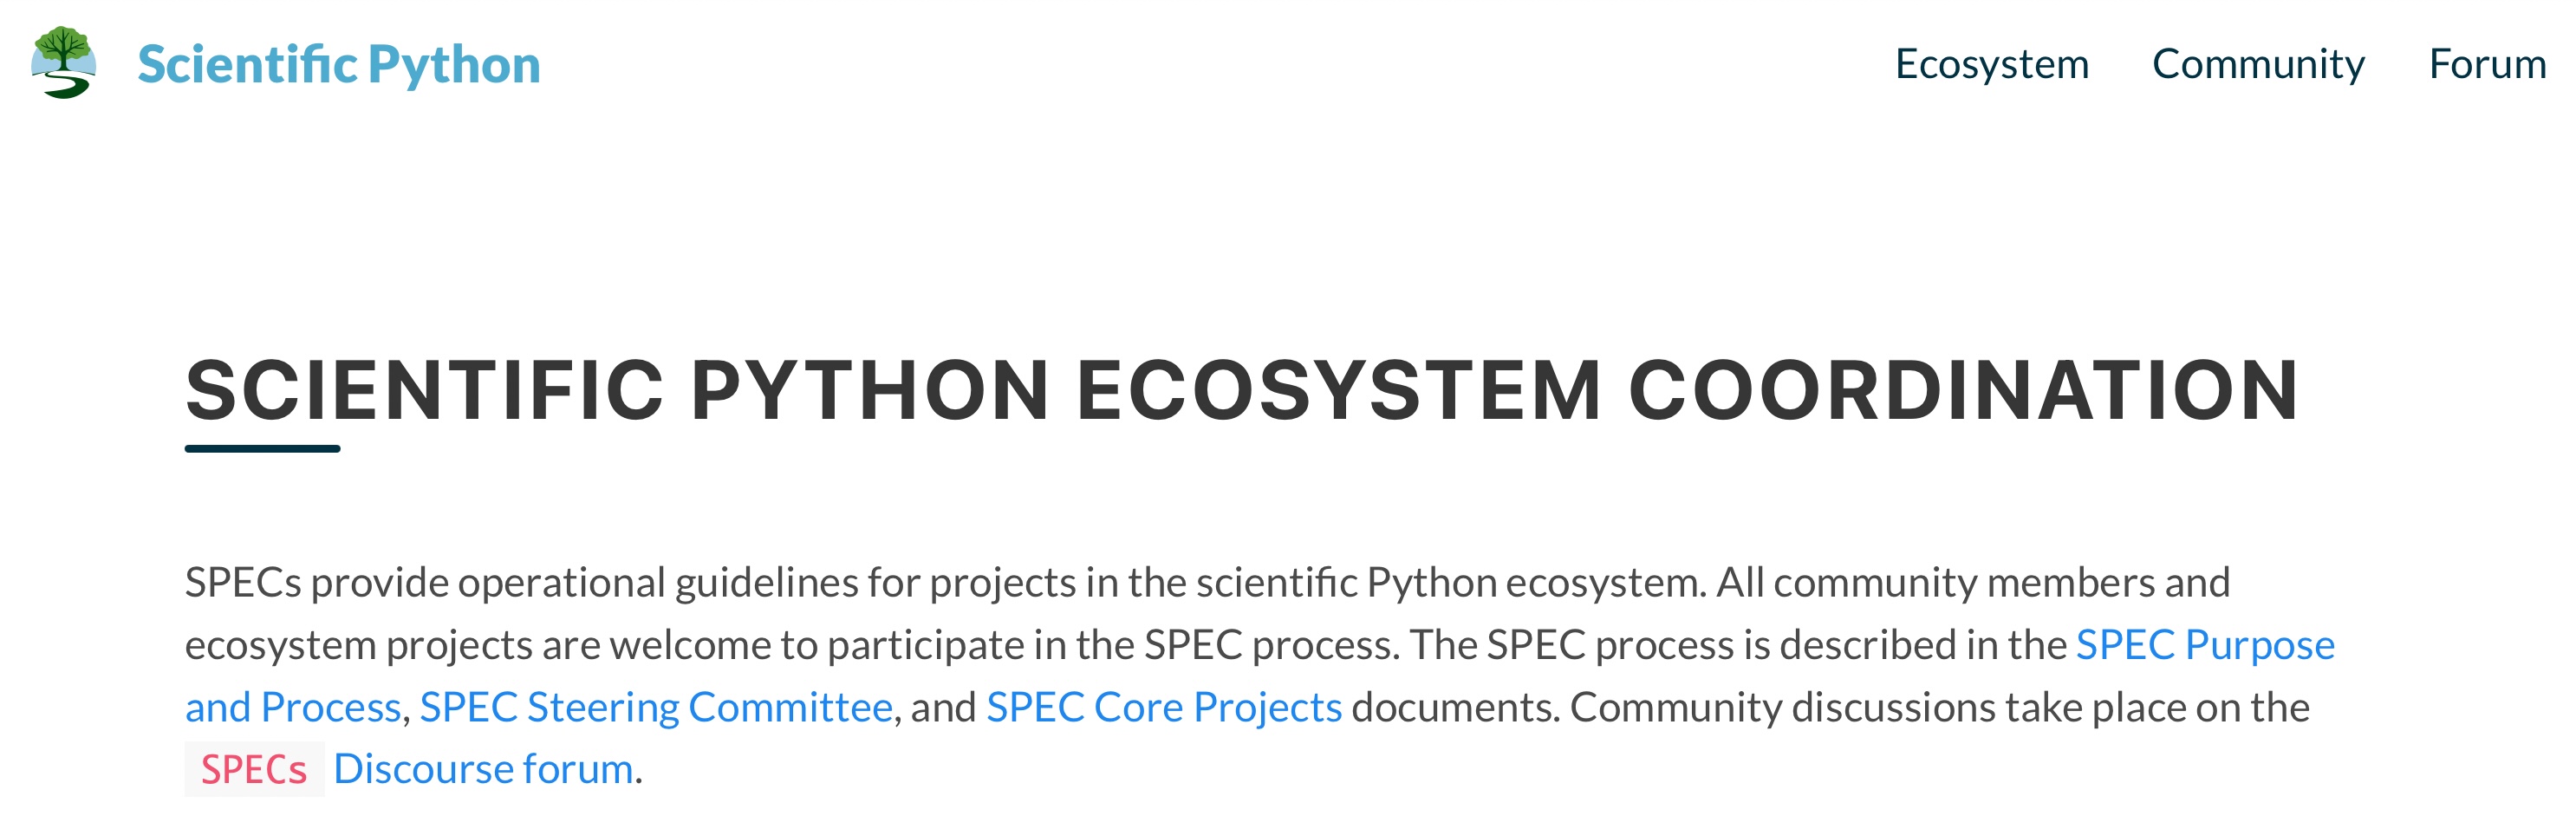 Scientific Python
Ecosystem Community Forum
SCIENTIFIC PYTHON ECOSYSTEM COORDINATION
SPECs provide operational guidelines for projects in the scientific Python ecosystem. All community members and
ecosystem projects are welcome to participate in the SPEC process. The SPEC process is described in the SPEC Purpose
and Process, SPEC Steering Committee, and SPEC Core Projects documents. Community discussions take place on the
SPECs Discourse forum.